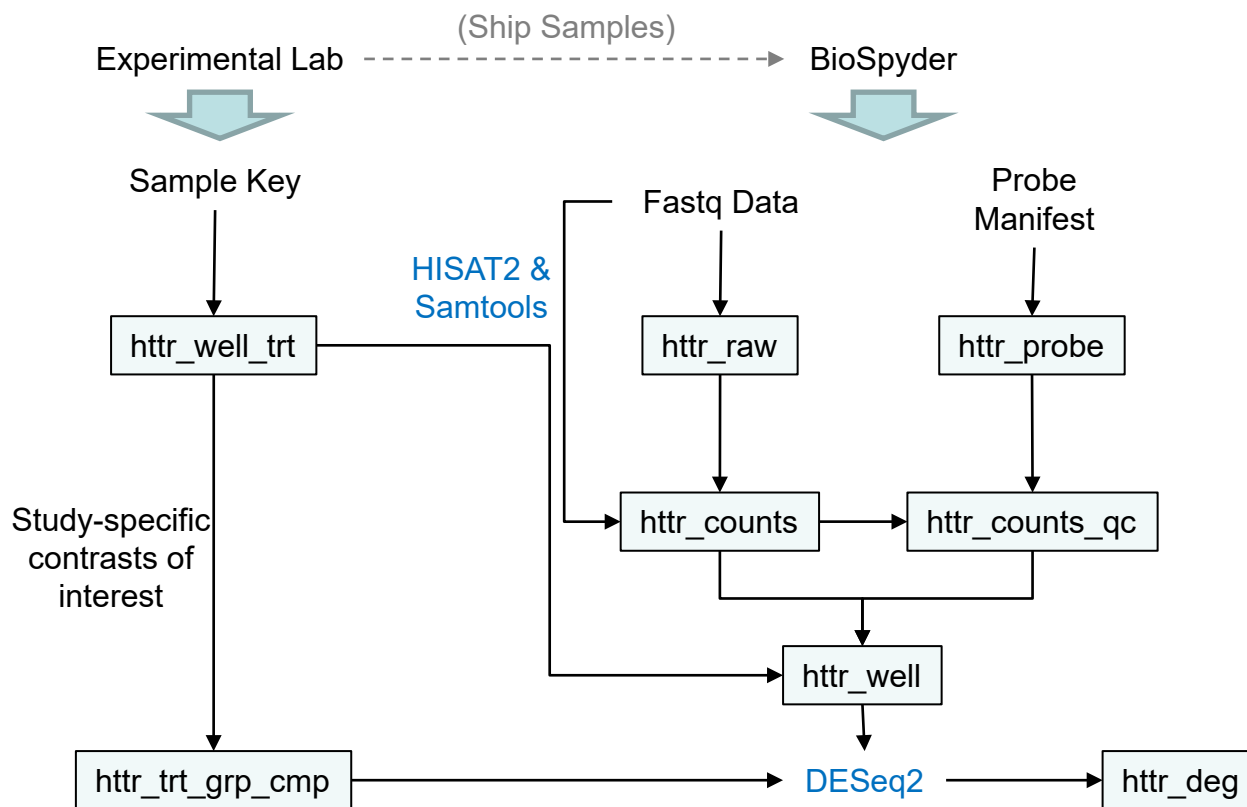 (Ship Samples)
Experimental Lab
BioSpyder
Sample Key
Fastq Data
Probe
Manifest
HISAT2 &
Samtools
httr_well_trt
httr_raw
httr_probe
Study-specific
contrasts of
interest
httr_counts
httr_counts_qc
httr_well
httr_trt_grp_cmp
DESeq2
httr_deg